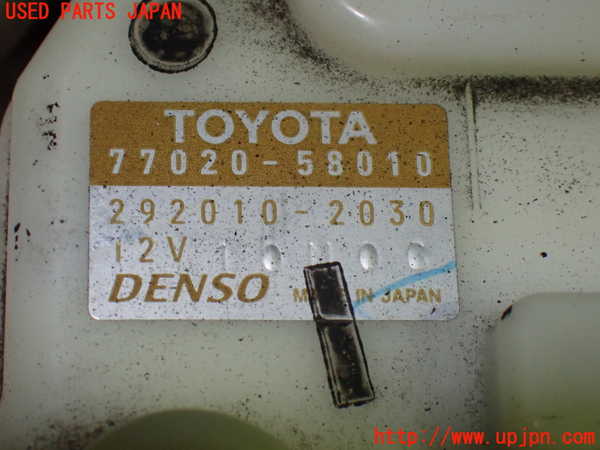 USED PARTS JAPAN
TOYOTA
77020-58010
292010-2030
12V
DENSO
IN JAPAN
http://www.upjpn.com/